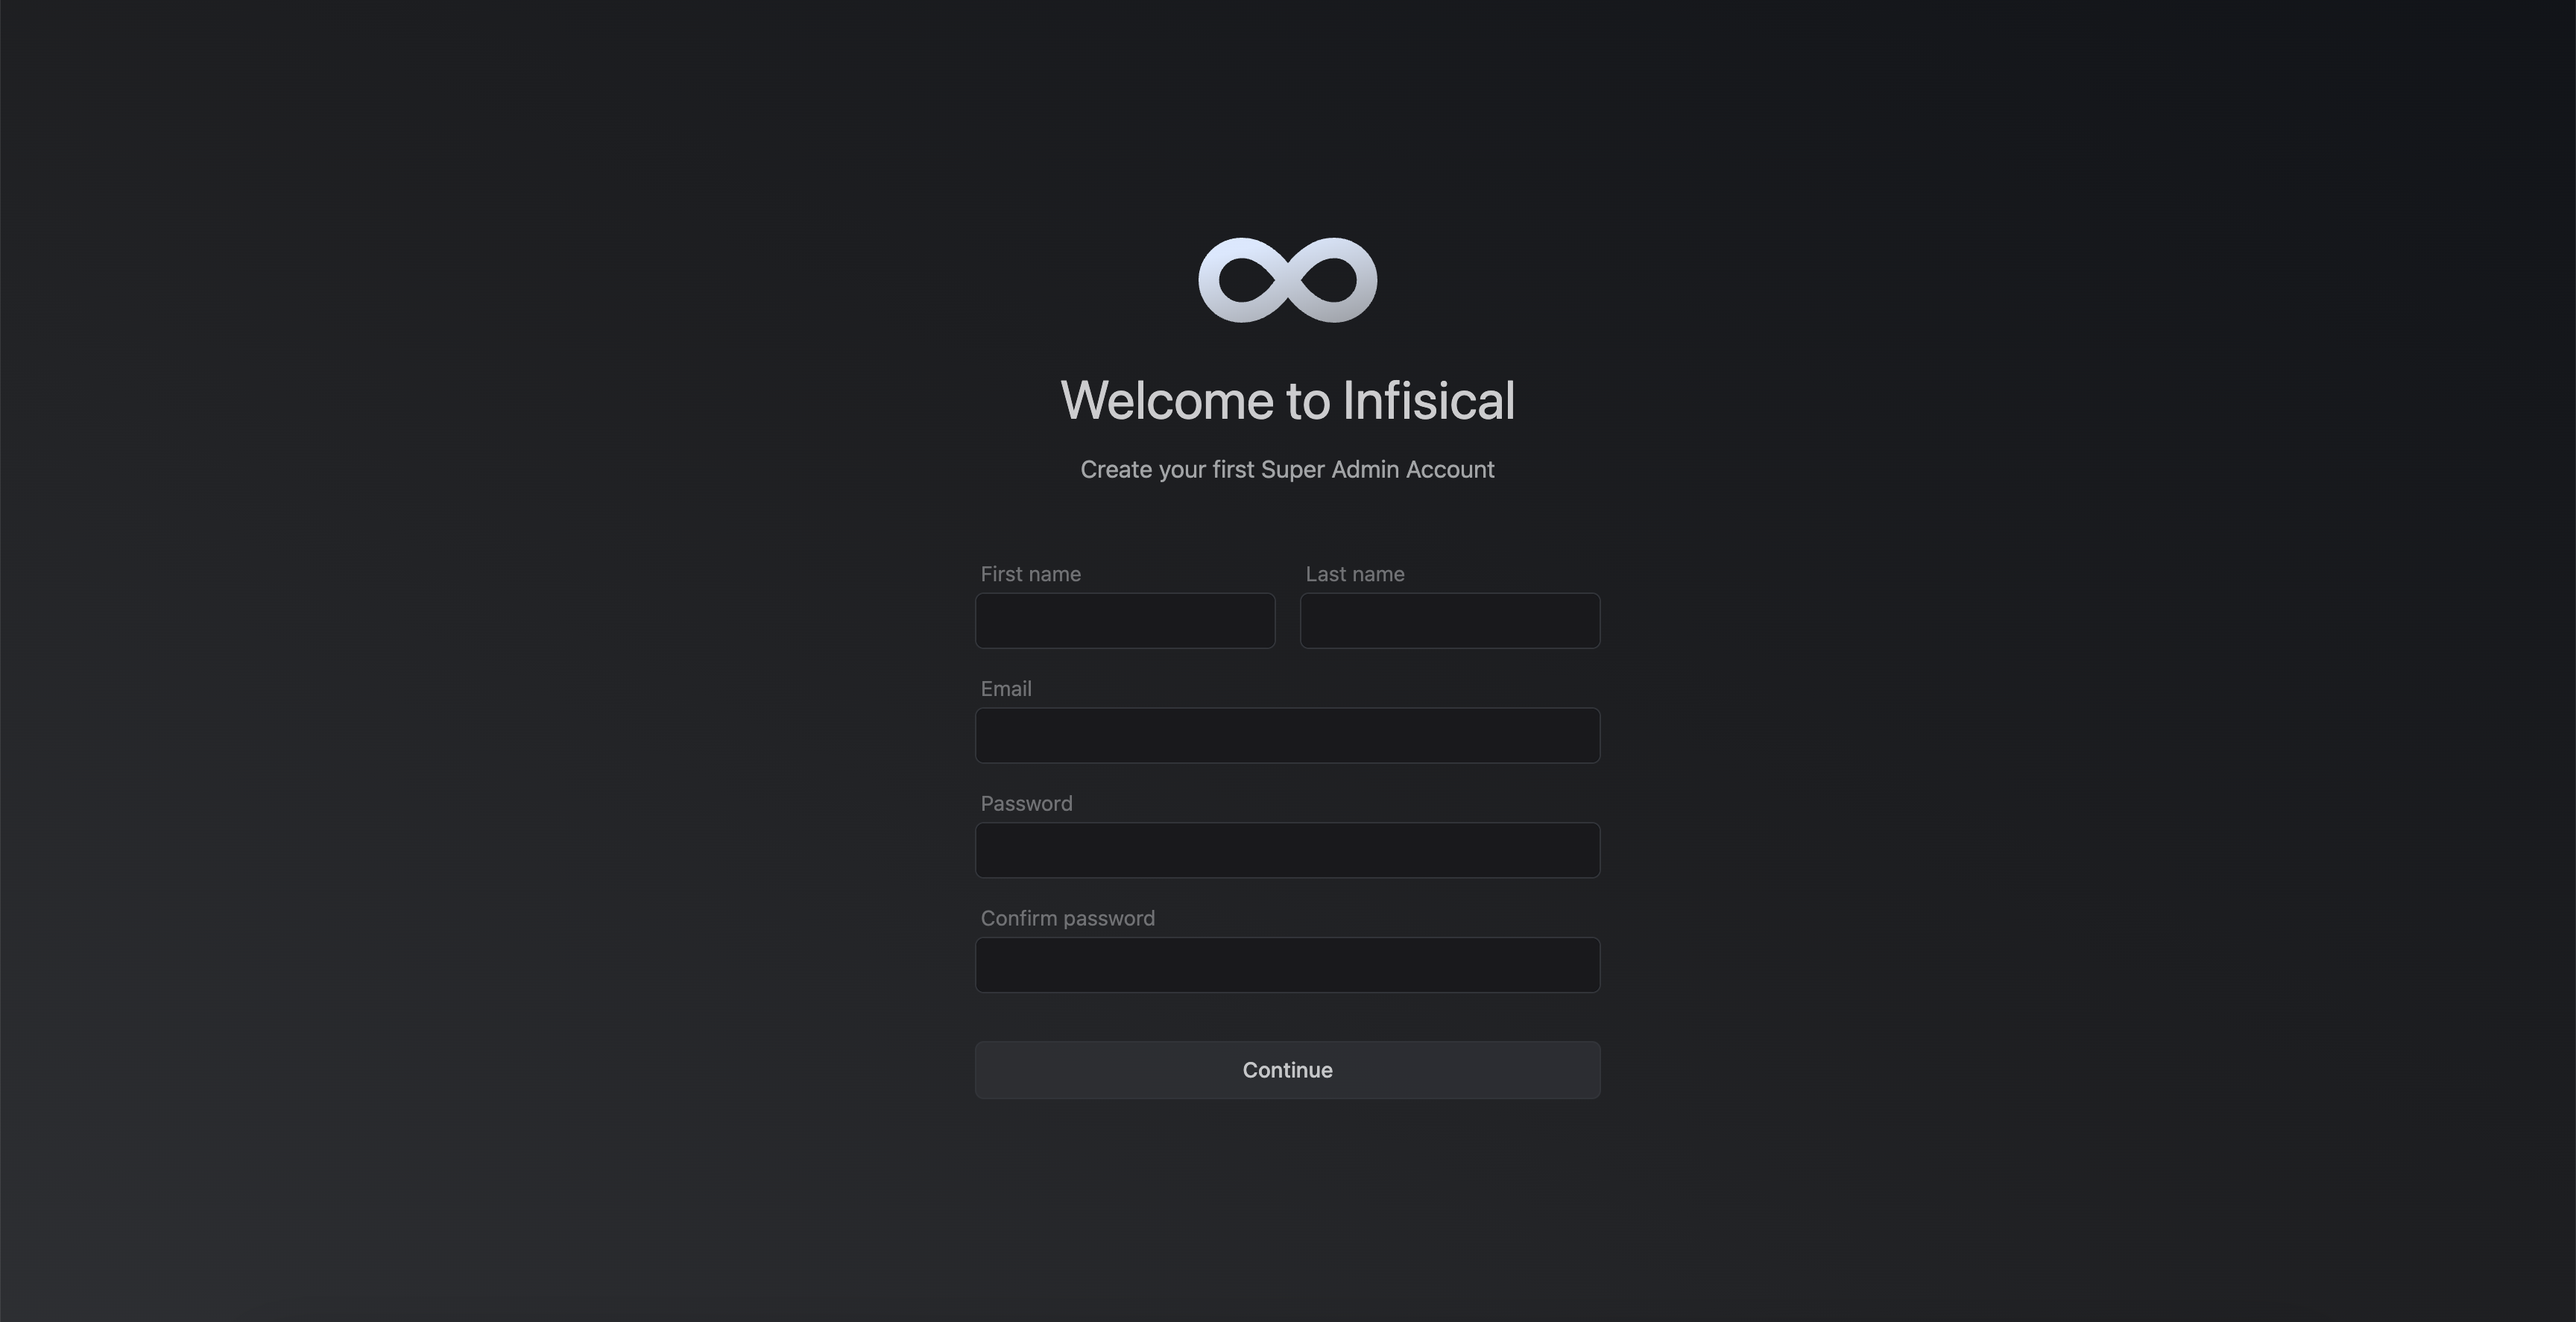 Welcome to Infisical
Create your first Super Admin Account
First name
Last name
Email
Password
Confirm password
Continue